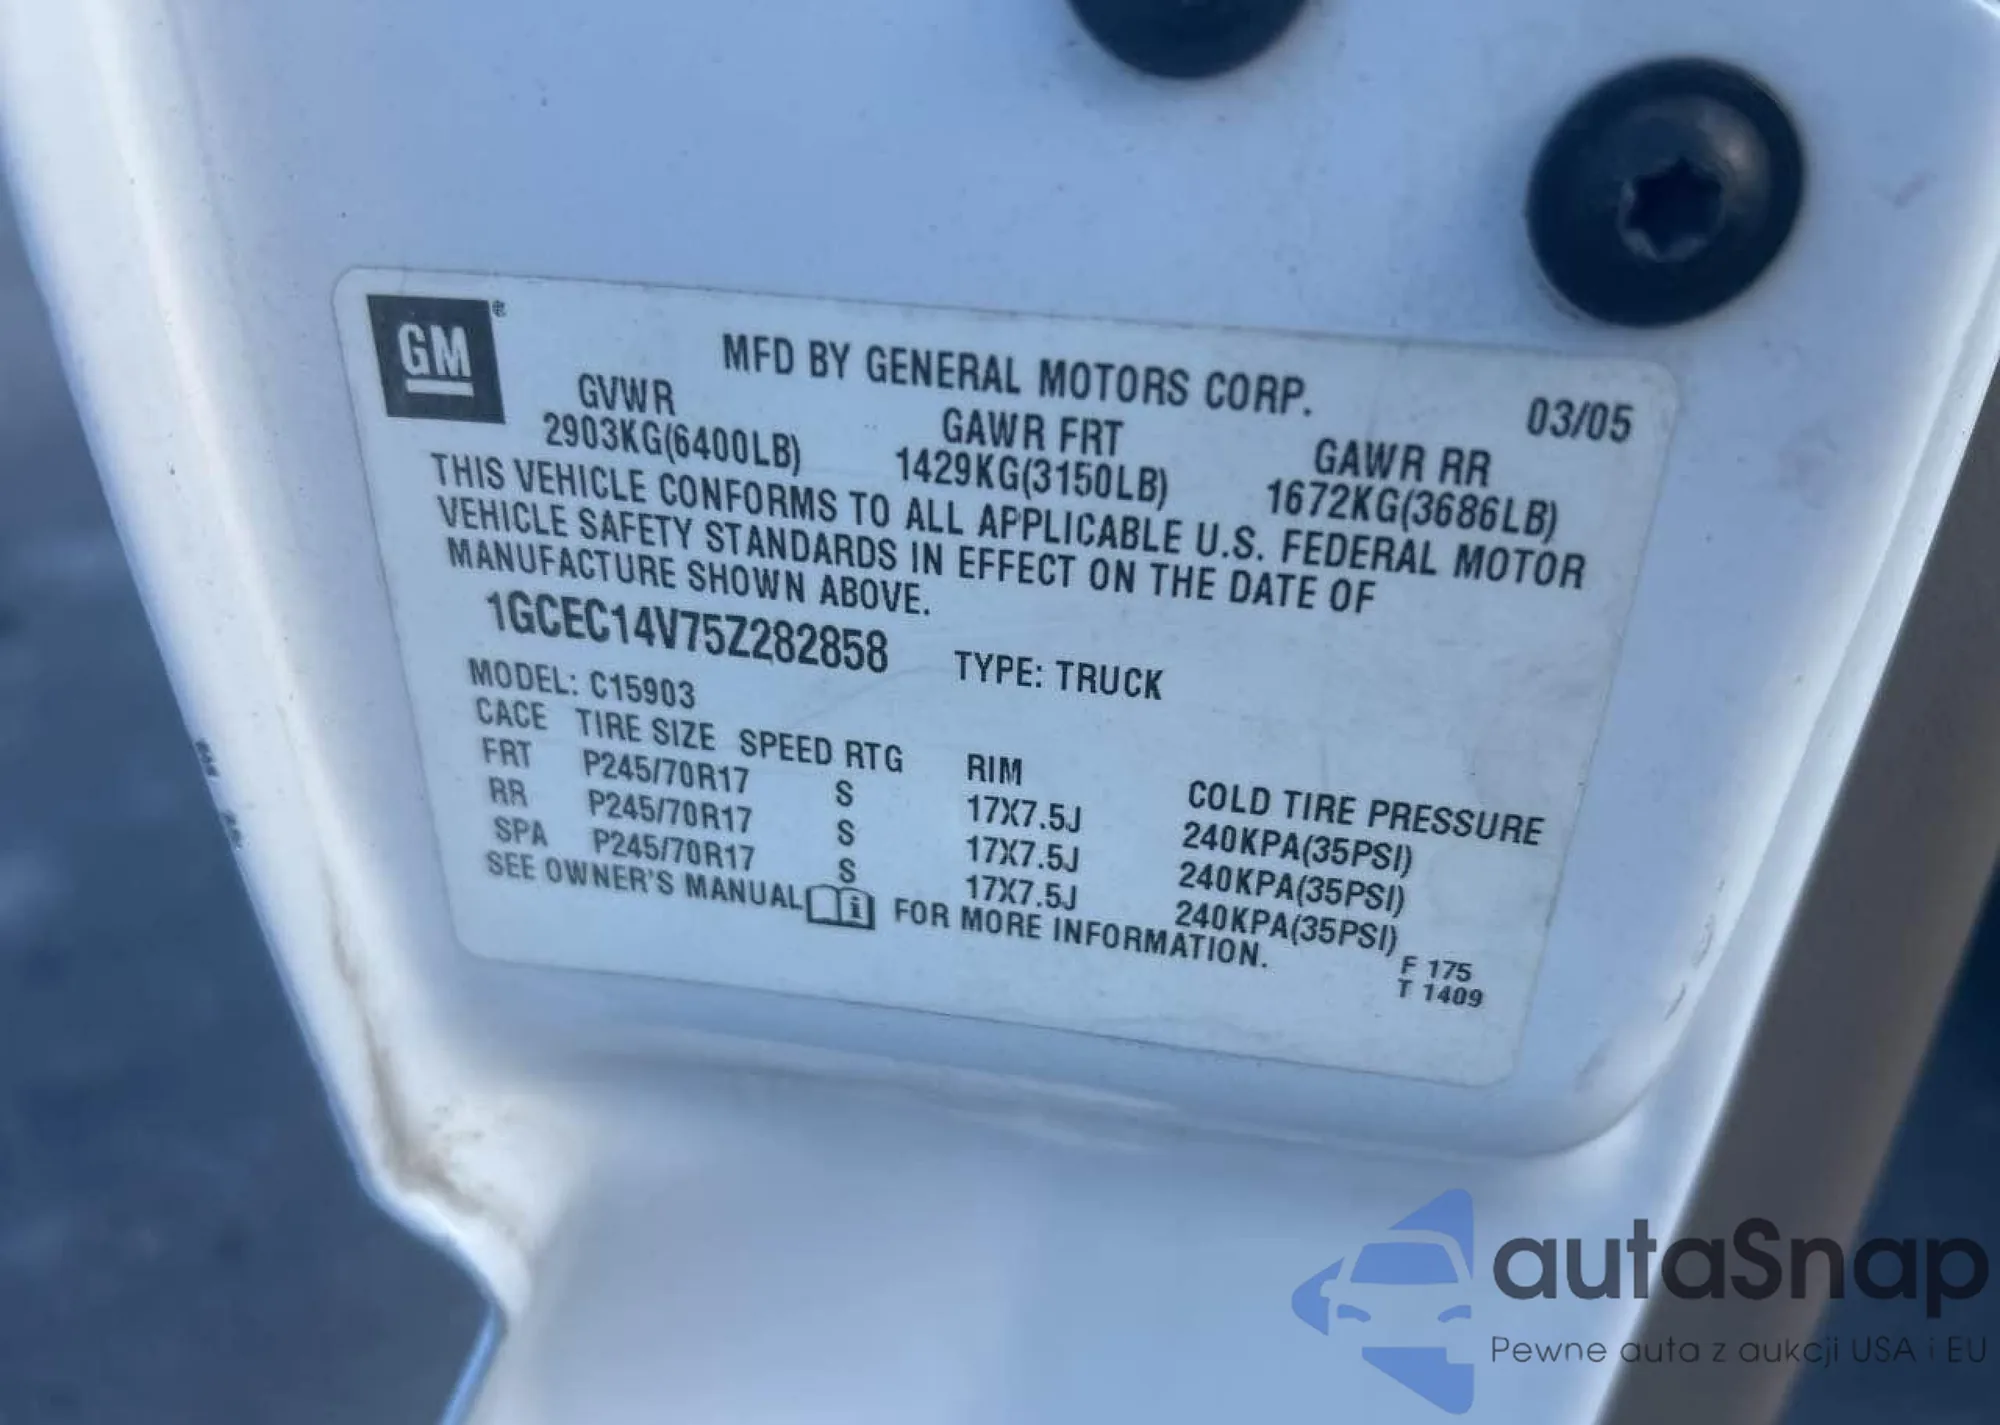 GM®
MFD BY GENERAL MOTORS CORP. 03/05
GVWR GAWR FRT GAWR RR
2903KG(6400LB) 1429KG(3150LB) 1672KG(3686LB)
THIS VEHICLE CONFORMS TO ALL APPLICABLE U.S. FEDERAL MOTOR
VEHICLE SAFETY STANDARDS IN EFFECT ON THE DATE OF
MANUFACTURE SHOWN ABOVE.
1GCEC14V75Z282858 TYPE: TRUCK
MODEL: C15903
CACE TIRE SIZE SPEED RTG RIM COLD TIRE PRESSURE
FRT P245/70R17 S 17X7.5J 240KPA(35PSI)
RR P245/70R17 S 17X7.5J 240KPA(35PSI)
SPA P245/70R17 S 17X7.5J 240KPA(35PSI)
SEE OWNER'S MANUAL i FOR MORE INFORMATION.
F 175
T 1409
autaSnap
Pewne auta z aukcji USA i EU